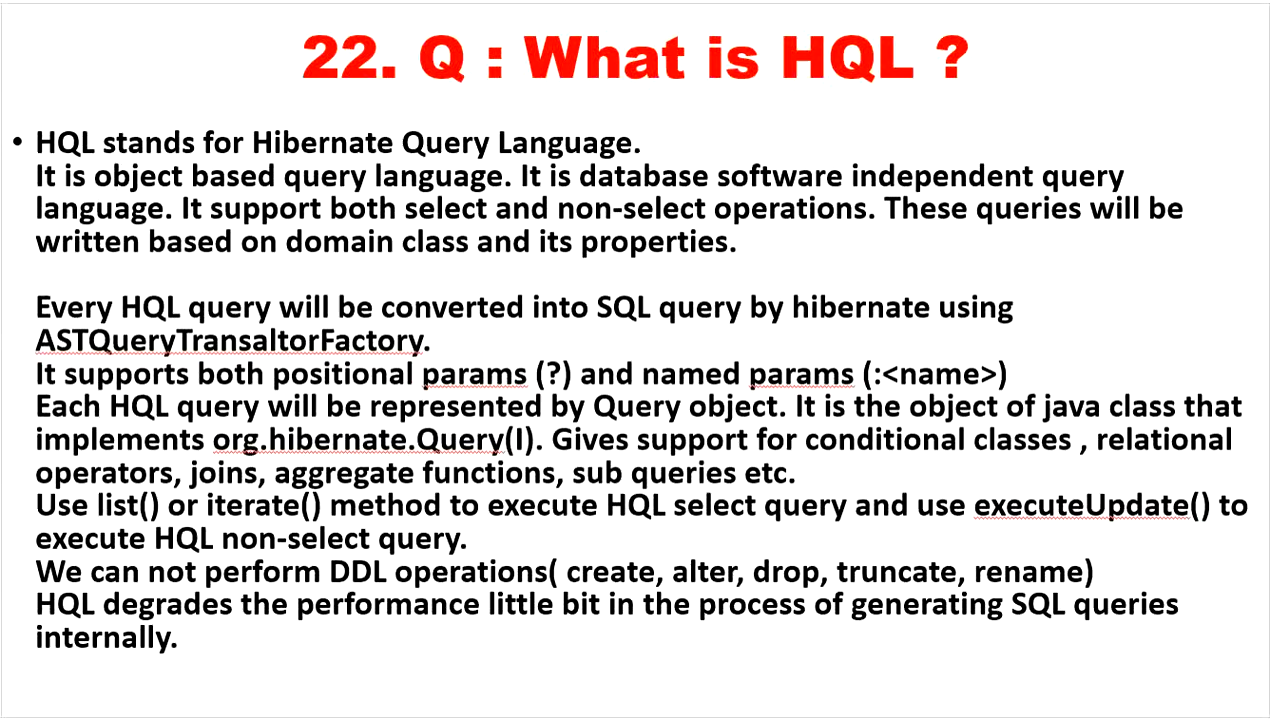 22. Q : What is HQL ?
• HQL stands for Hibernate Query Language.
It is object based query language. It is database software independent query
language. It support both select and non-select operations. These queries will be
written based on domain class and its properties.
Every HQL query will be converted into SQL query by hibernate using
ASTQueryTransaltorFactory.
It supports both positional params (?) and named params (:<name>)
Each HQL query will be represented by Query object. It is the object of java class that
implements org.hibernate.Query(I). Gives support for conditional classes , relational
operators, joins, aggregate functions, sub queries etc.
Use list() or iterate() method to execute HQL select query and use executeUpdate() to
execute HQL non-select query.
We can not perform DDL operations( create, alter, drop, truncate, rename)
HQL degrades the performance little bit in the process of generating SQL queries
internally.